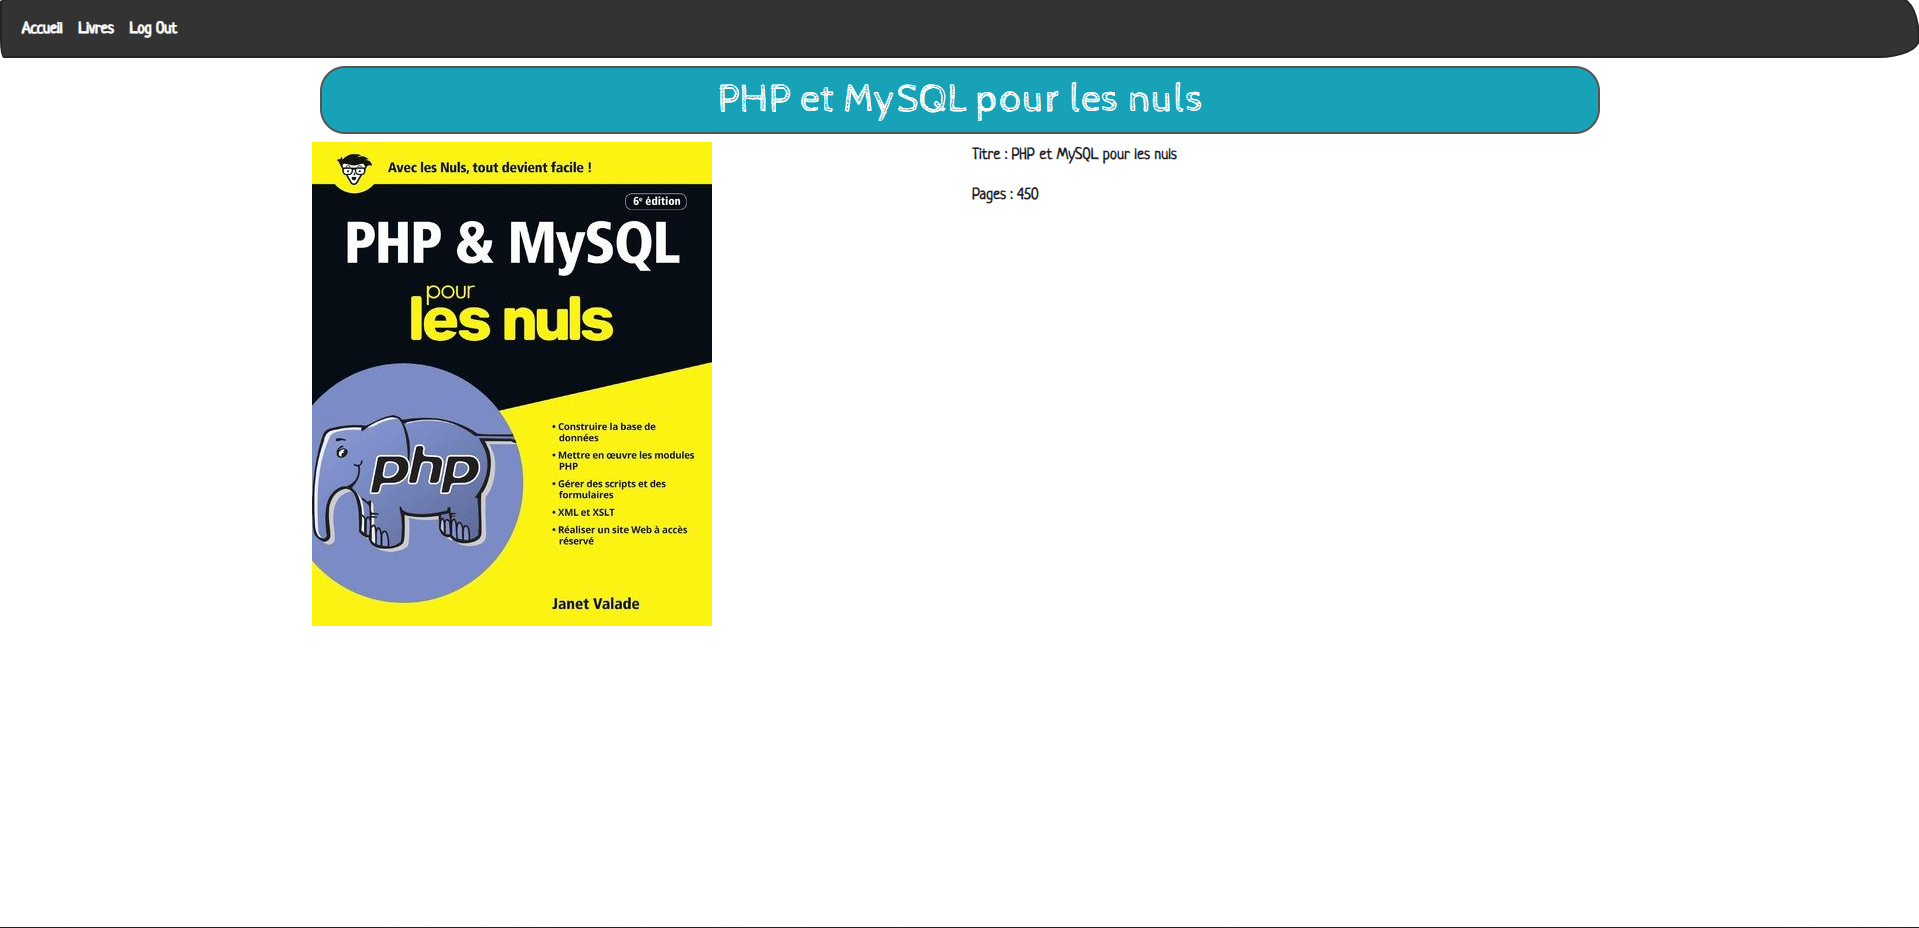 Accueil Livres Log Out
PHP et MySQL pour les nuls
Avec les Nuls, tout devient facile !
6e édition
PHP & MySQL
pour
les nuls
php
• Construire la base de
données
• Mettre en œuvre les modules
PHP
• Gérer des scripts et des
formulaires
• XML et XSLT
• Réaliser un site Web à accès
réservé
Janet Valade
Titre : PHP et MySQL pour les nuls
Pages : 450